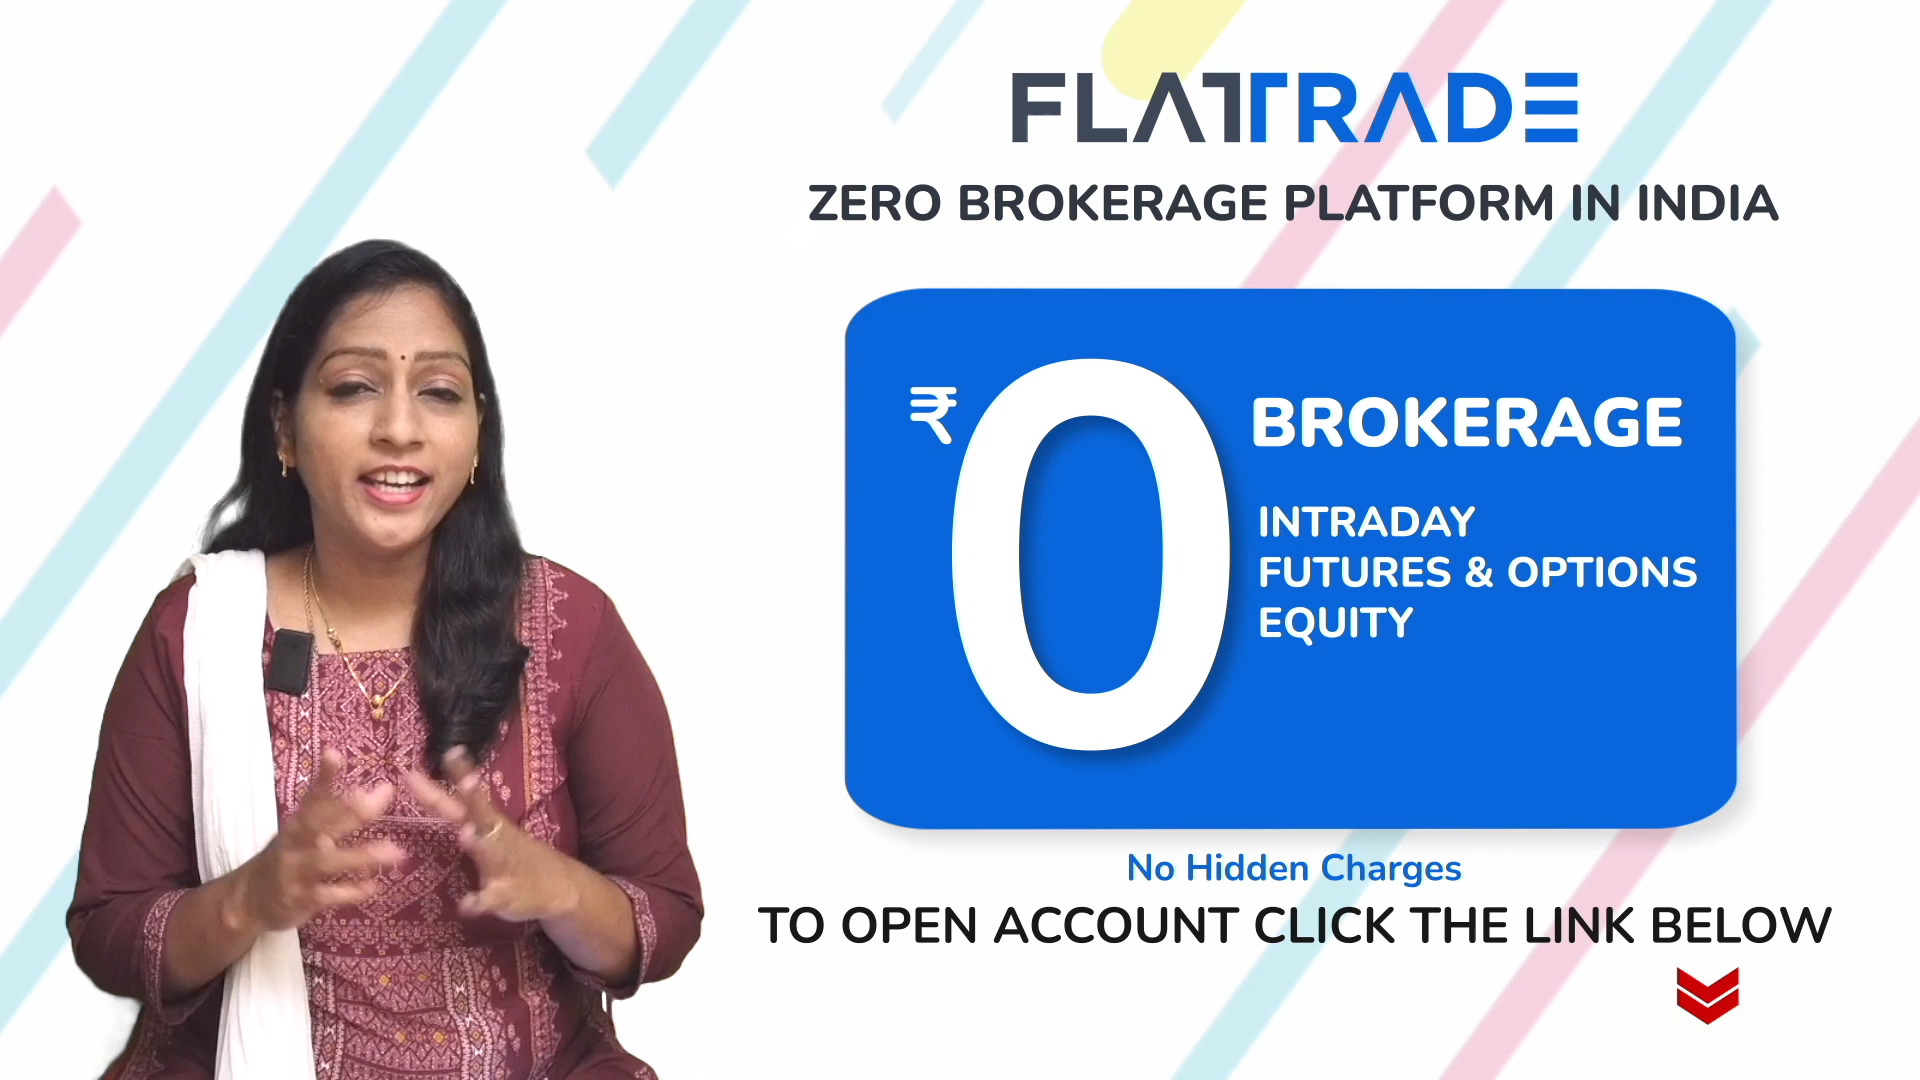 FLATTRADE
ZERO BROKERAGE PLATFORM IN INDIA
₹0 BROKERAGE
INTRADAY
FUTURES & OPTIONS
EQUITY
No Hidden Charges
TO OPEN ACCOUNT CLICK THE LINK BELOW